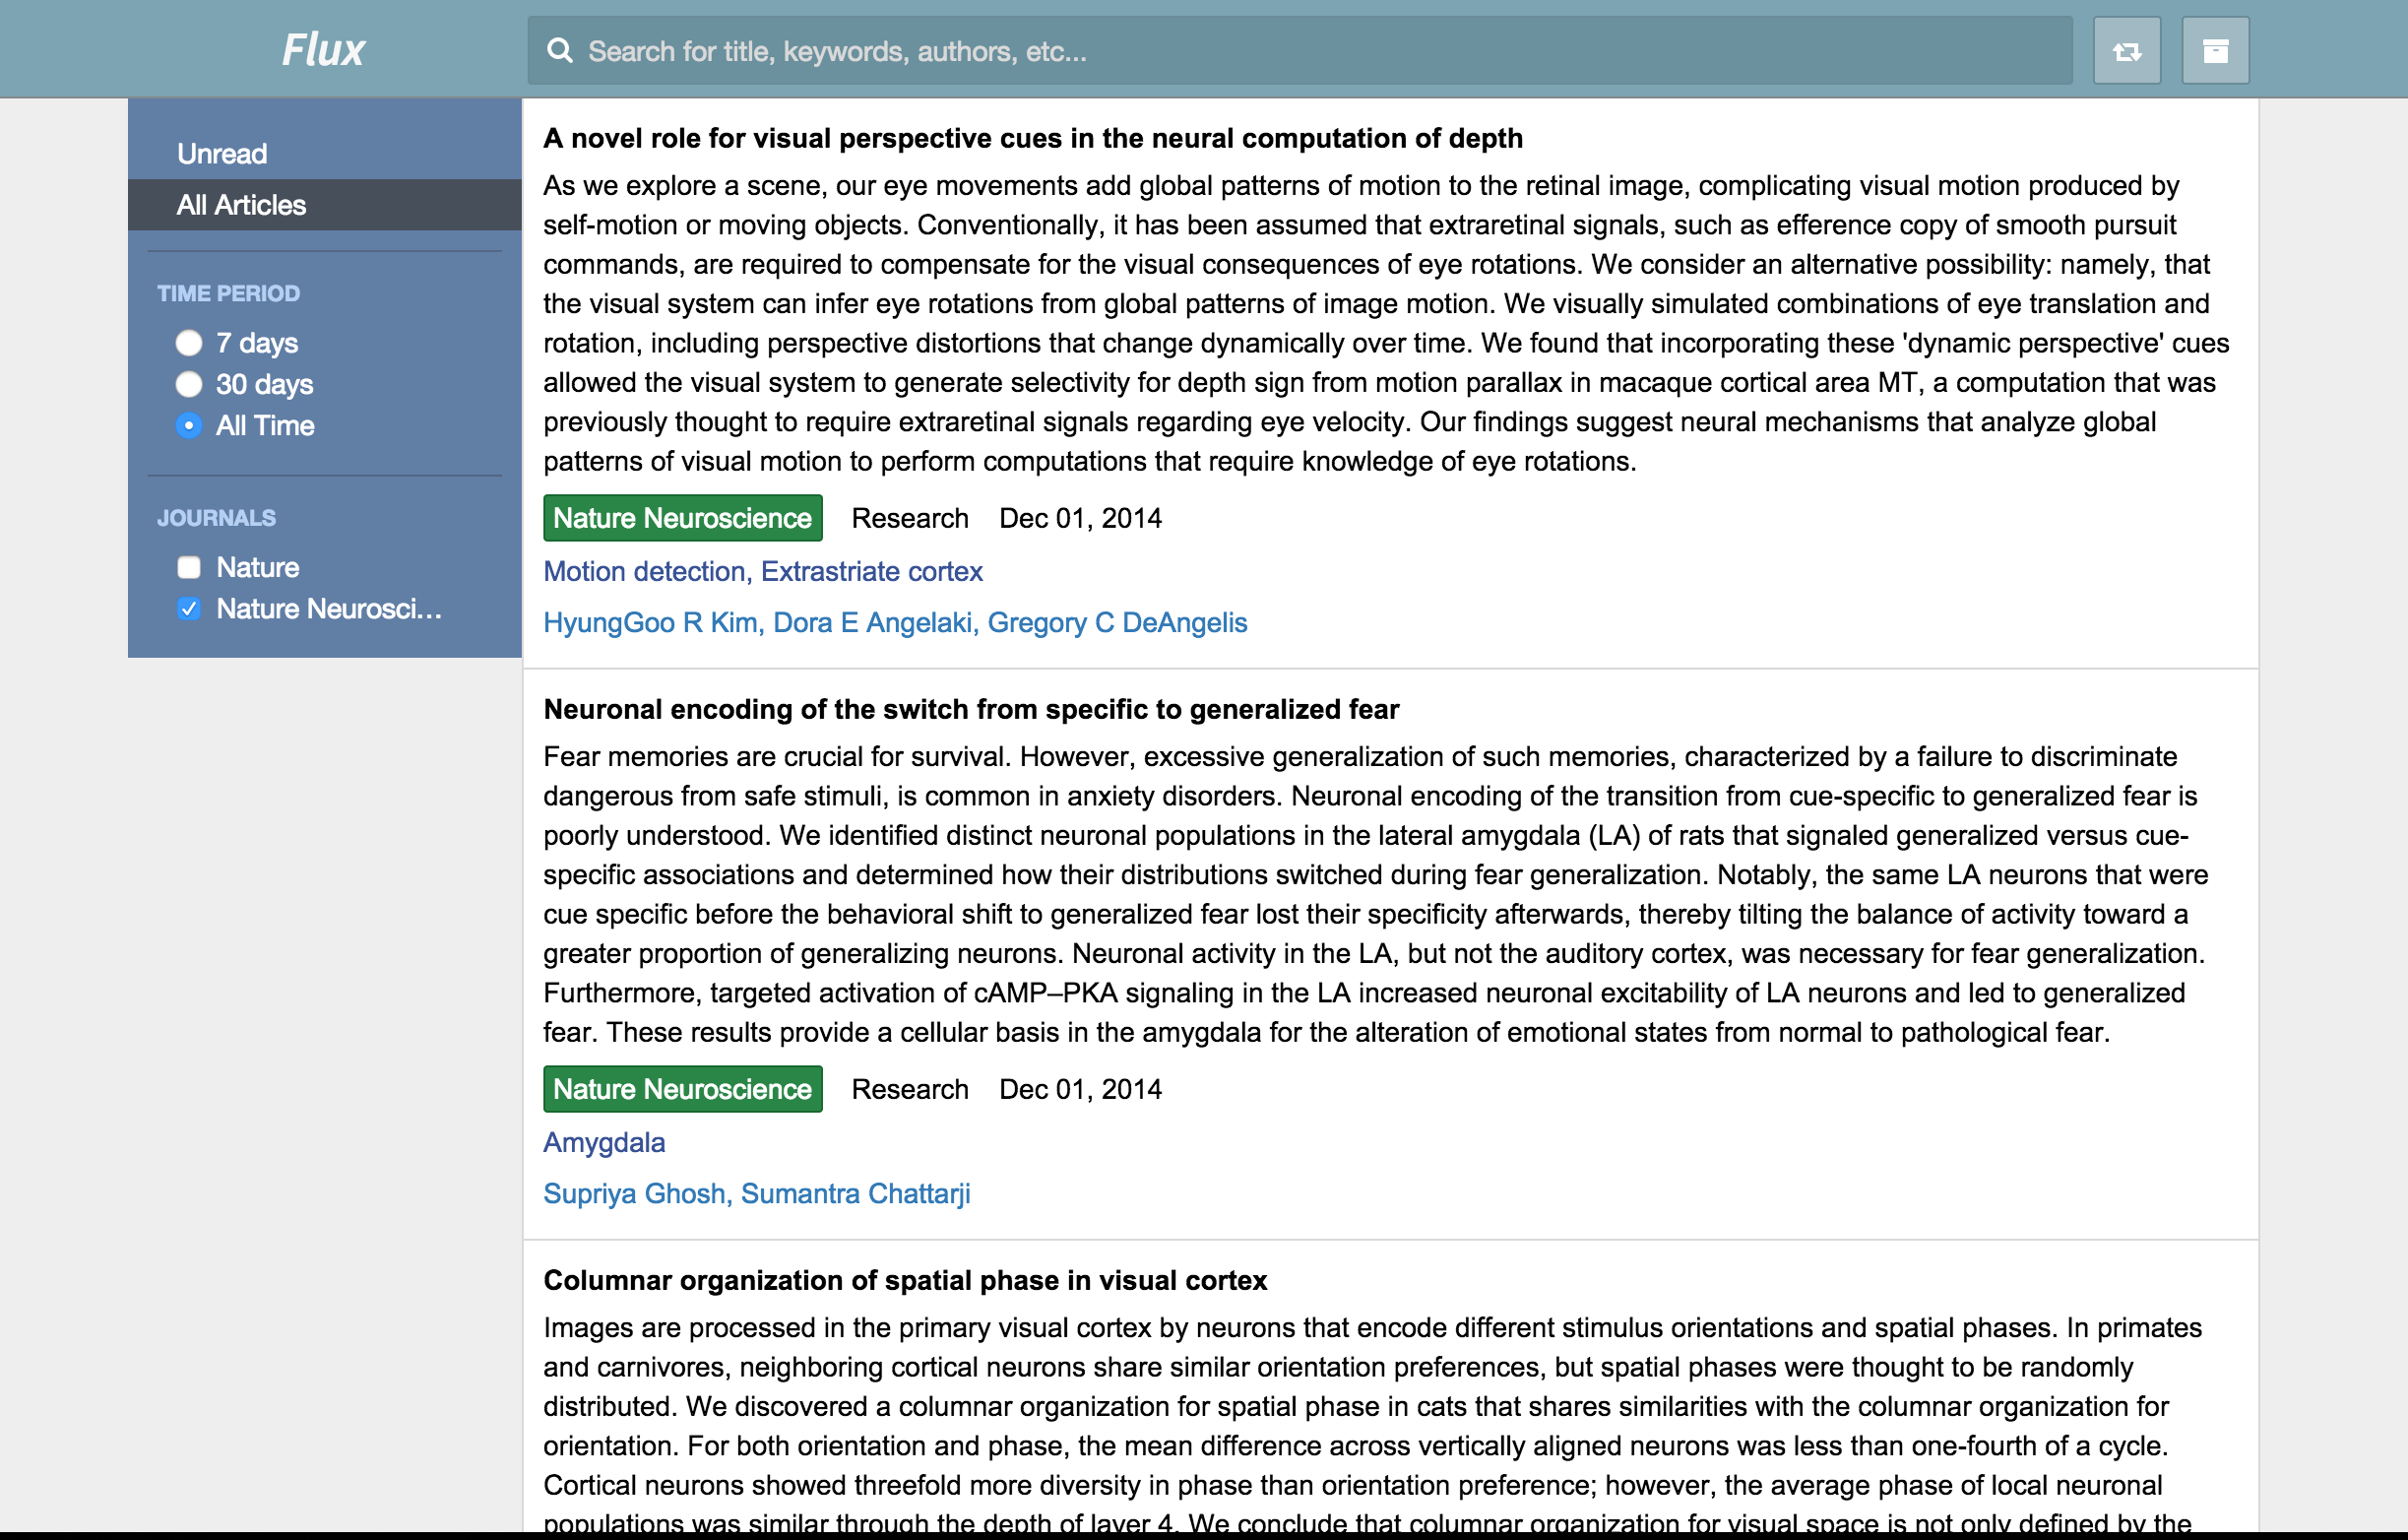 Flux
Search for title, keywords, authors, etc...
Unread
All Articles
TIME PERIOD
7 days
30 days
All Time
JOURNALS
Nature
Nature Neurosci...
A novel role for visual perspective cues in the neural computation of depth
As we explore a scene, our eye movements add global patterns of motion to the retinal image, complicating visual motion produced by
self-motion or moving objects. Conventionally, it has been assumed that extraretinal signals, such as efference copy of smooth pursuit
commands, are required to compensate for the visual consequences of eye rotations. We consider an alternative possibility: namely, that
the visual system can infer eye rotations from global patterns of image motion. We visually simulated combinations of eye translation and
rotation, including perspective distortions that change dynamically over time. We found that incorporating these 'dynamic perspective' cues
allowed the visual system to generate selectivity for depth sign from motion parallax in macaque cortical area MT, a computation that was
previously thought to require extraretinal signals regarding eye velocity. Our findings suggest neural mechanisms that analyze global
patterns of visual motion to perform computations that require knowledge of eye rotations.
Nature Neuroscience Research Dec 01, 2014
Motion detection, Extrastriate cortex
HyungGoo R Kim, Dora E Angelaki, Gregory C DeAngelis
Neuronal encoding of the switch from specific to generalized fear
Fear memories are crucial for survival. However, excessive generalization of such memories, characterized by a failure to discriminate
dangerous from safe stimuli, is common in anxiety disorders. Neuronal encoding of the transition from cue-specific to generalized fear is
poorly understood. We identified distinct neuronal populations in the lateral amygdala (LA) of rats that signaled generalized versus cue-
specific associations and determined how their distributions switched during fear generalization. Notably, the same LA neurons that were
cue specific before the behavioral shift to generalized fear lost their specificity afterwards, thereby tilting the balance of activity toward a
greater proportion of generalizing neurons. Neuronal activity in the LA, but not the auditory cortex, was necessary for fear generalization.
Furthermore, targeted activation of cAMP–PKA signaling in the LA increased neuronal excitability of LA neurons and led to generalized
fear. These results provide a cellular basis in the amygdala for the alteration of emotional states from normal to pathological fear.
Nature Neuroscience Research Dec 01, 2014
Amygdala
Supriya Ghosh, Sumantra Chattarji
Columnar organization of spatial phase in visual cortex
Images are processed in the primary visual cortex by neurons that encode different stimulus orientations and spatial phases. In primates
and carnivores, neighboring cortical neurons share similar orientation preferences, but spatial phases were thought to be randomly
distributed. We discovered a columnar organization for spatial phase in cats that shares similarities with the columnar organization for
orientation. For both orientation and phase, the mean difference across vertically aligned neurons was less than one-fourth of a cycle.
Cortical neurons showed threefold more diversity in phase than orientation preference; however, the average phase of local neuronal
populations was similar through the depth of layer 4. We conclude that columnar organization for visual space is not only defined by the